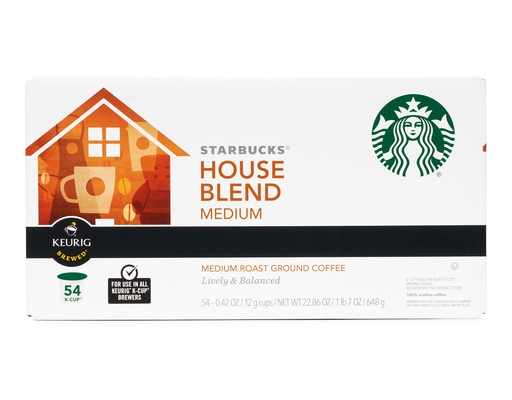 STARBUCKS®
HOUSE
BLEND
MEDIUM
®
KEURIG
BREWED®
54
K-CUP®
FOR USE IN ALL
KEURIG® K-CUP®
BREWERS
MEDIUM ROAST GROUND COFFEE
Lively & Balanced
54 - 0.42 OZ / 12 g cups / NET WT 22.86 OZ / 1 lb 7 OZ / 648 g
100% arabica coffee